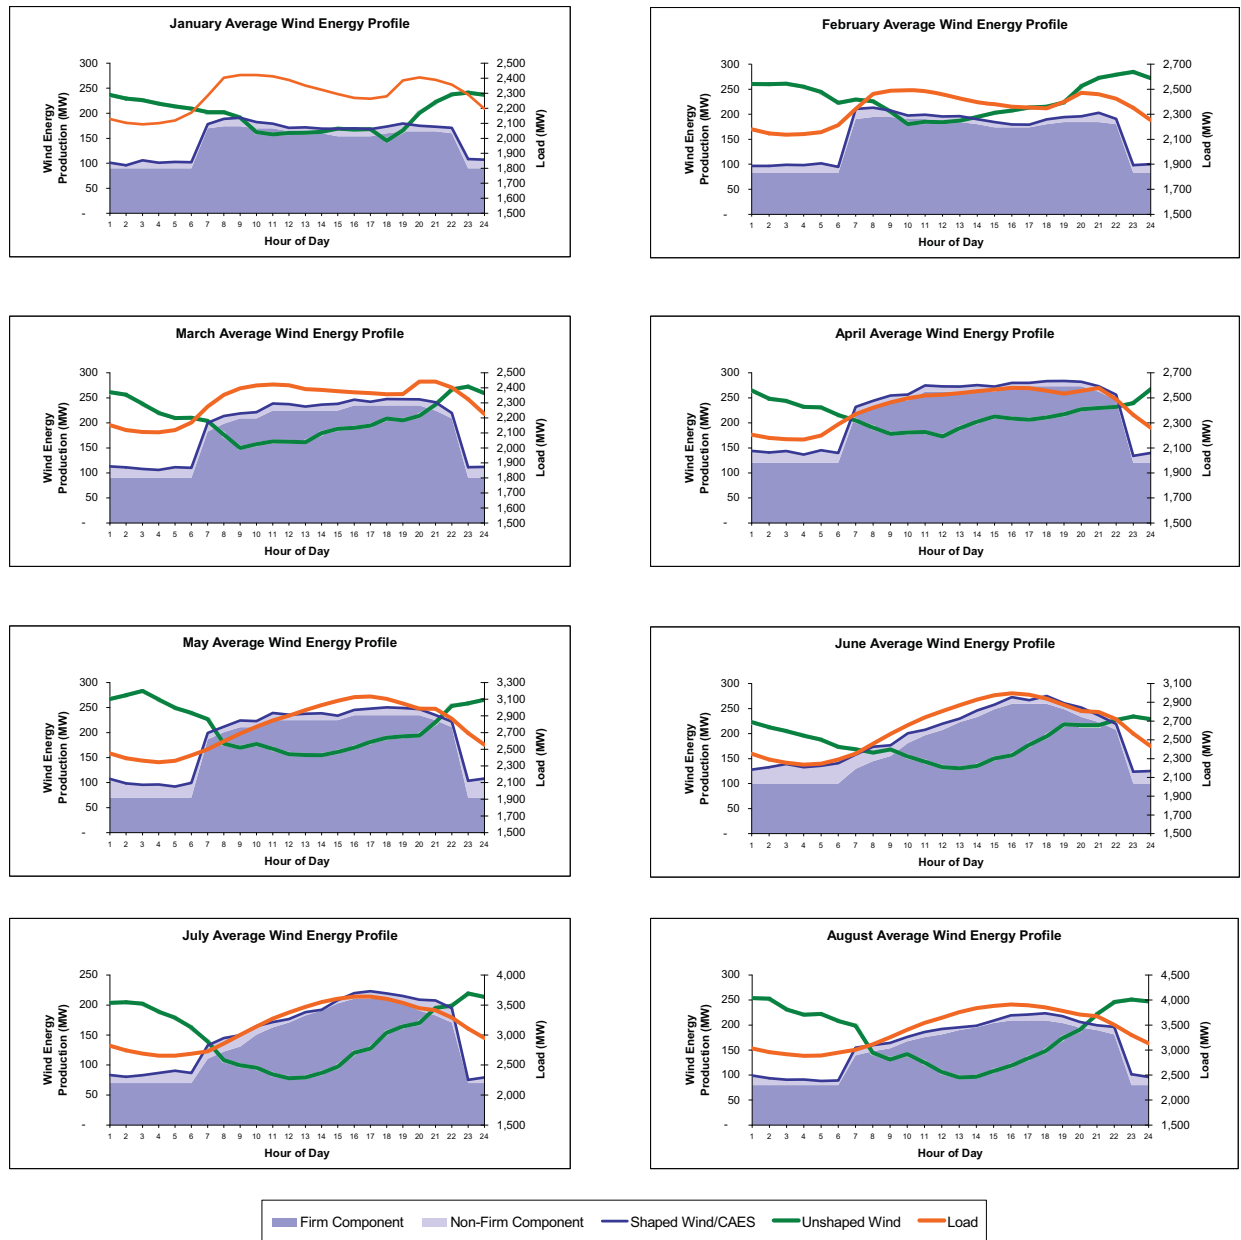 January Average Wind Energy Profile
Wind Energy
Production (MW)
300
250
200
150
100
50
-
2,500
2,400
2,300
2,200
2,100
2,000
1,900
1,800
1,700
1,600
1,500
Load (MW)
1 2 3 4 5 6 7 8 9 10 11 12 13 14 15 16 17 18 19 20 21 22 23 24
Hour of Day
February Average Wind Energy Profile
Wind Energy
Production (MW)
300
250
200
150
100
50
-
2,700
2,500
2,300
2,100
1,900
1,700
1,500
Load (MW)
1 2 3 4 5 6 7 8 9 10 11 12 13 14 15 16 17 18 19 20 21 22 23 24
Hour of Day
March Average Wind Energy Profile
Wind Energy
Production (MW)
300
250
200
150
100
50
-
2,500
2,400
2,300
2,200
2,100
2,000
1,900
1,800
1,700
1,600
1,500
Load (MW)
1 2 3 4 5 6 7 8 9 10 11 12 13 14 15 16 17 18 19 20 21 22 23 24
Hour of Day
April Average Wind Energy Profile
Wind Energy
Production (MW)
300
250
200
150
100
50
-
2,700
2,500
2,300
2,100
1,900
1,700
1,500
Load (MW)
1 2 3 4 5 6 7 8 9 10 11 12 13 14 15 16 17 18 19 20 21 22 23 24
Hour of Day
May Average Wind Energy Profile
Wind Energy
Production (MW)
300
250
200
150
100
50
-
3,300
3,100
2,900
2,700
2,500
2,300
2,100
1,900
1,700
1,500
Load (MW)
1 2 3 4 5 6 7 8 9 10 11 12 13 14 15 16 17 18 19 20 21 22 23 24
Hour of Day
June Average Wind Energy Profile
Wind Energy
Production (MW)
300
250
200
150
100
50
-
3,100
2,900
2,700
2,500
2,300
2,100
1,900
1,700
1,500
Load (MW)
1 2 3 4 5 6 7 8 9 10 11 12 13 14 15 16 17 18 19 20 21 22 23 24
Hour of Day
July Average Wind Energy Profile
Wind Energy
Production (MW)
250
200
150
100
50
-
4,000
3,500
3,000
2,500
2,000
1,500
Load (MW)
1 2 3 4 5 6 7 8 9 10 11 12 13 14 15 16 17 18 19 20 21 22 23 24
Hour of Day
August Average Wind Energy Profile
Wind Energy
Production (MW)
300
250
200
150
100
50
-
4,500
4,000
3,500
3,000
2,500
2,000
1,500
Load (MW)
1 2 3 4 5 6 7 8 9 10 11 12 13 14 15 16 17 18 19 20 21 22 23 24
Hour of Day
Firm Component Non-Firm Component Shaped Wind/CAES Unshaped Wind Load